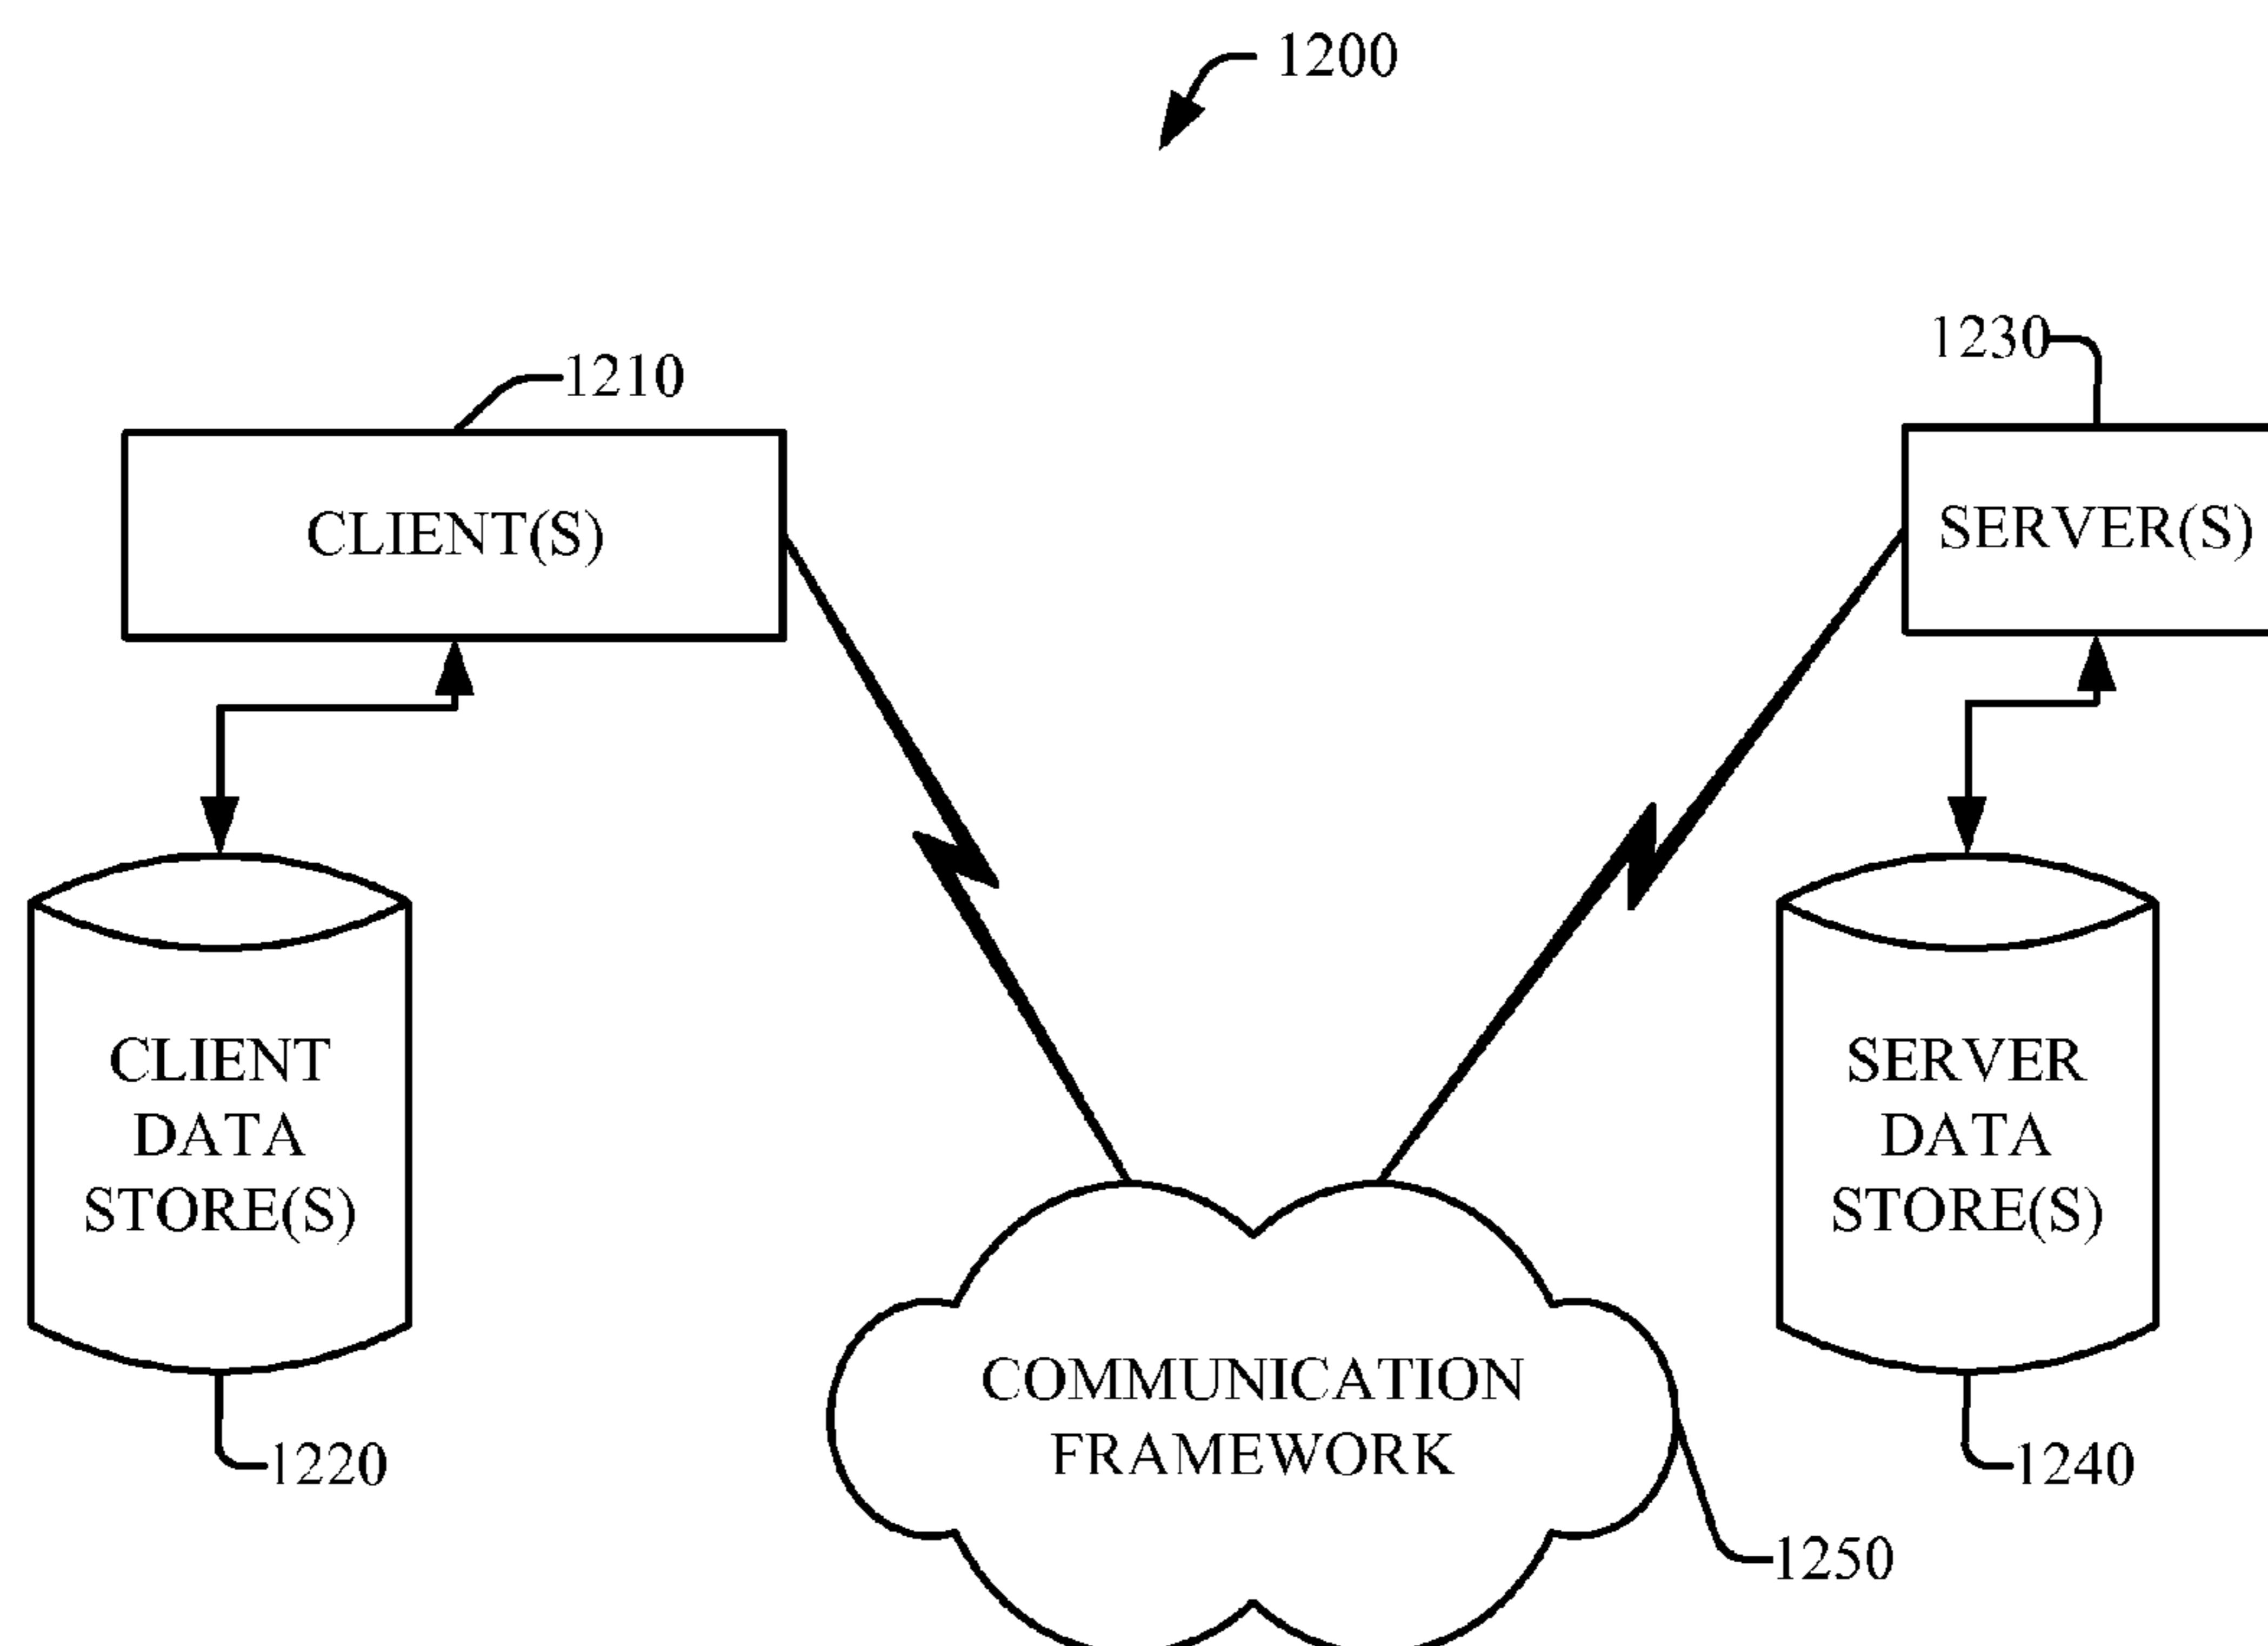 1200
1210
1230
CLIENT(S)
SERVER(S)
CLIENT
DATA
STORE(S)
SERVER
DATA
STORE(S)
COMMUNICATION
FRAMEWORK
1220
1240
1250